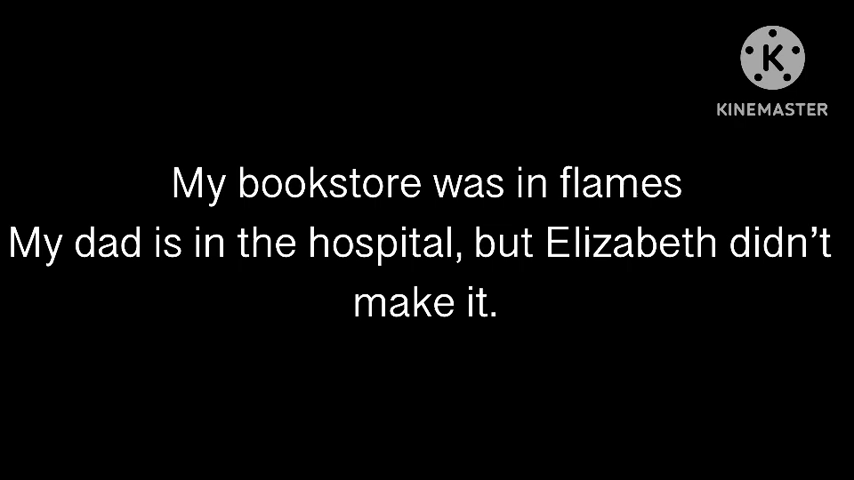 KINEMASTER
My bookstore was in flames
My dad is in the hospital, but Elizabeth didn’t
make it.